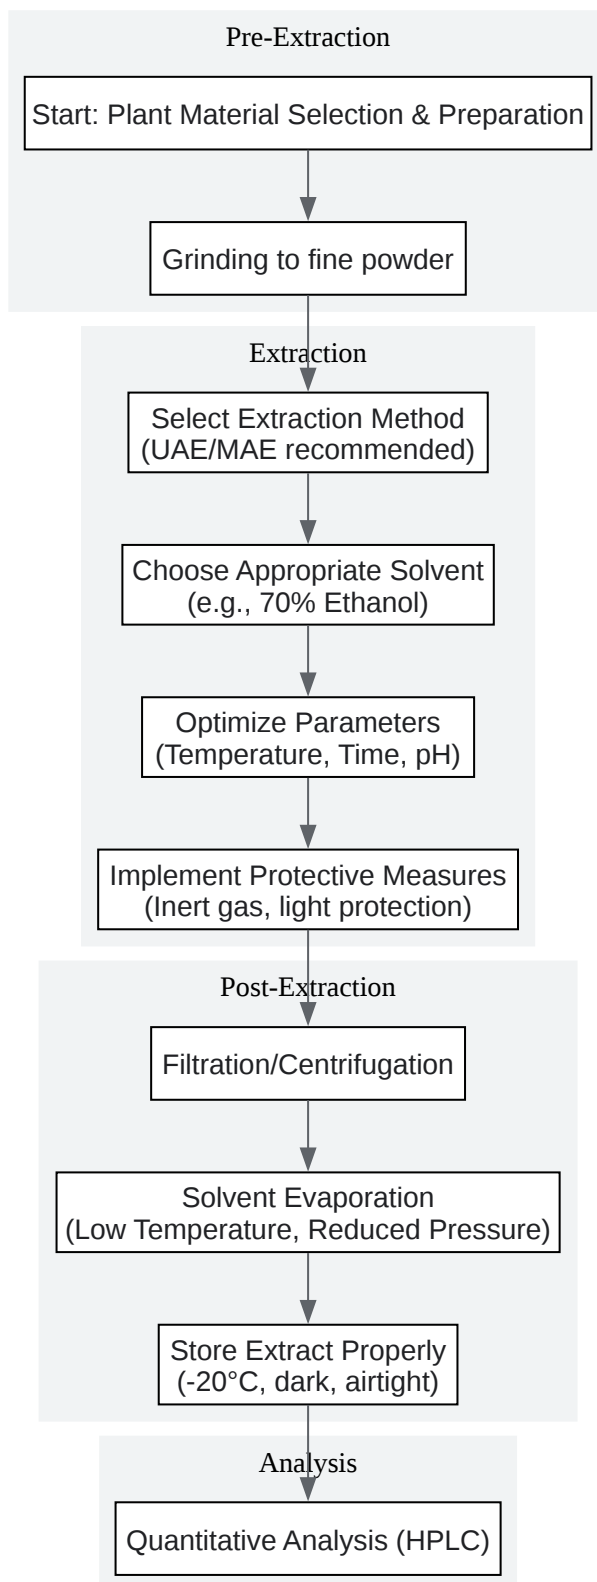 Pre-Extraction
Start: Plant Material Selection & Preparation
Grinding to fine powder
Extraction
Select Extraction Method
(UAE/MAE recommended)
Choose Appropriate Solvent
(e.g., 70% Ethanol)
Optimize Parameters
(Temperature, Time, pH)
Implement Protective Measures
(Inert gas, light protection)
Post-Extraction
Filtration/Centrifugation
Solvent Evaporation
(Low Temperature, Reduced Pressure)
Store Extract Properly
(-20°C, dark, airtight)
Analysis
Quantitative Analysis (HPLC)